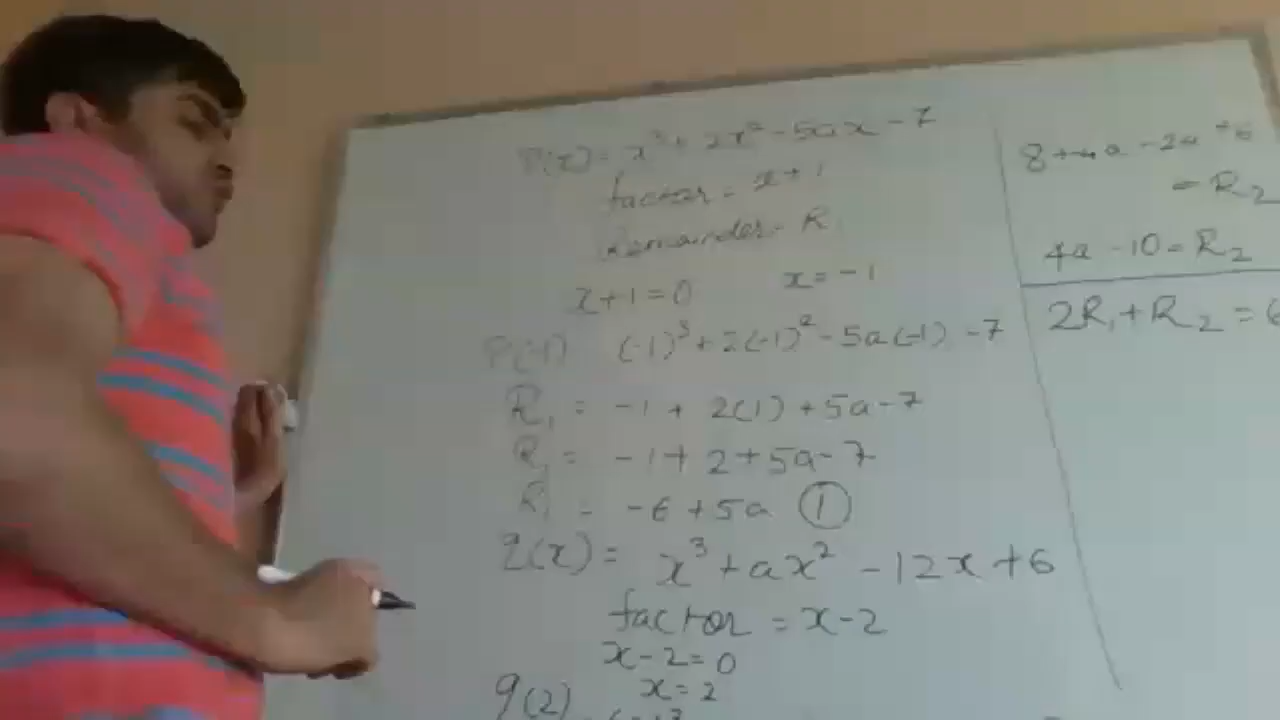 P(x) = x³ + 2x² - 5ax - 7
factor = x+1
Remainder = R
x+1=0 x=-1
P(-1) (-1)³+2(-1)²-5a(-1) -7
R₁ = -1 + 2(1) +5a-7
R₁ = -1+ 2+5a-7
R₁ = -6 +5a ①
q(x) = x³ +ax² -12x +6
factor = x-2
x-2=0
q(2) x=2
8+4a -24 +6
= R₂
4a -10 = R₂
2R₁+R₂ = 6